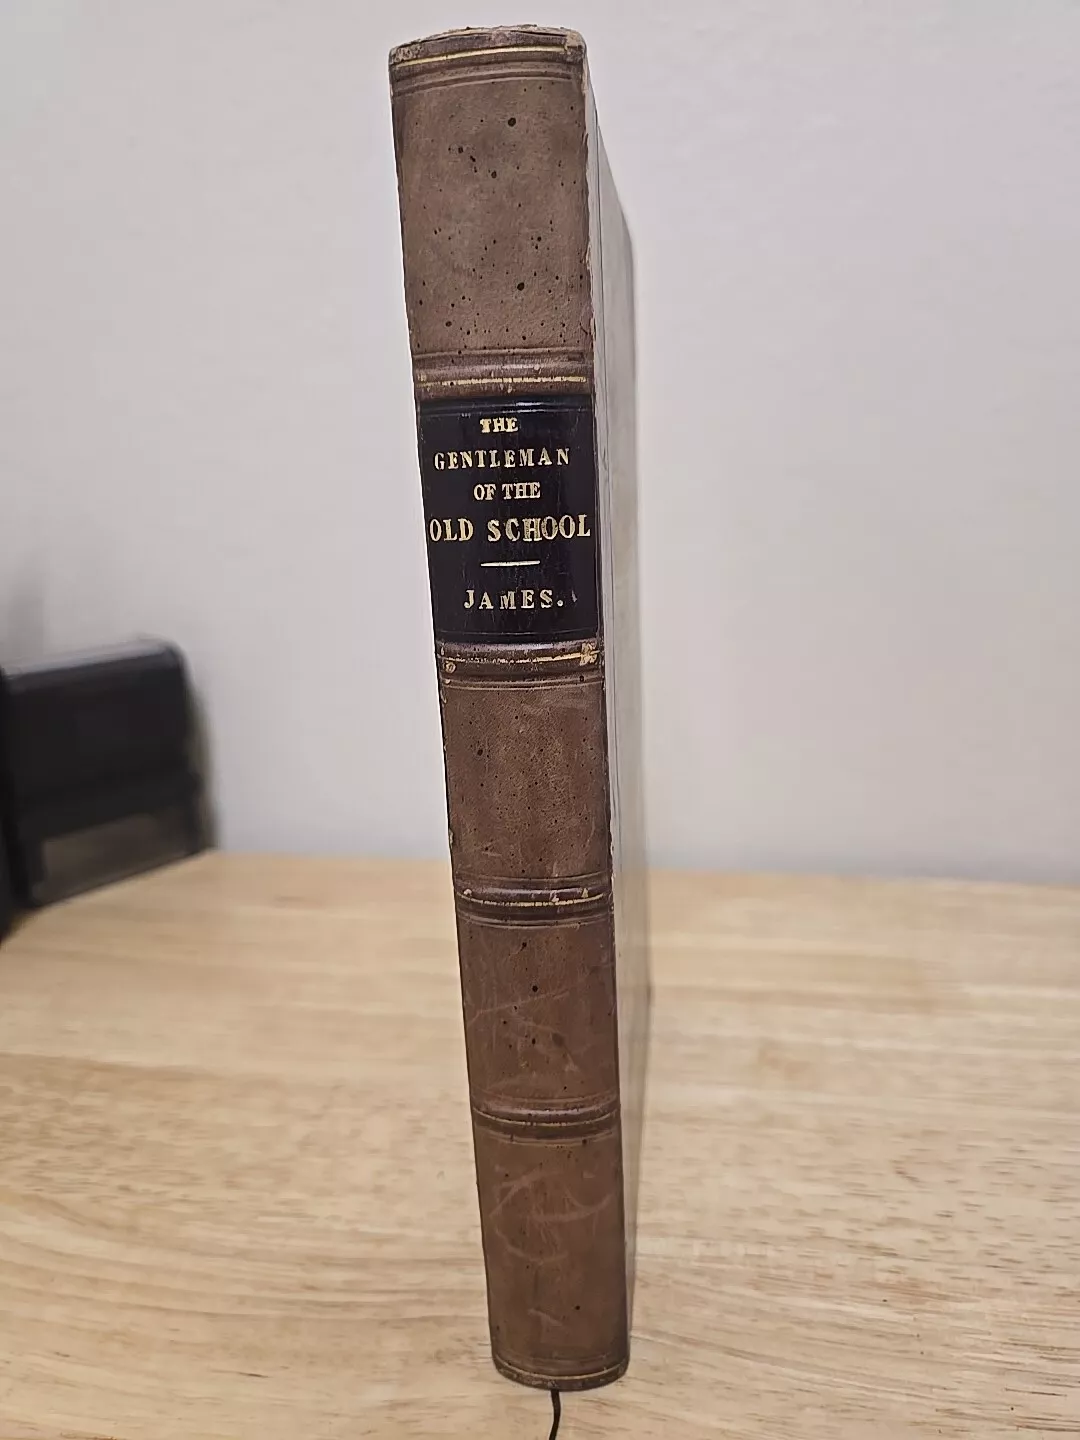 THE
GENTLEMAN
OF THE
OLD SCHOOL
JAMES.